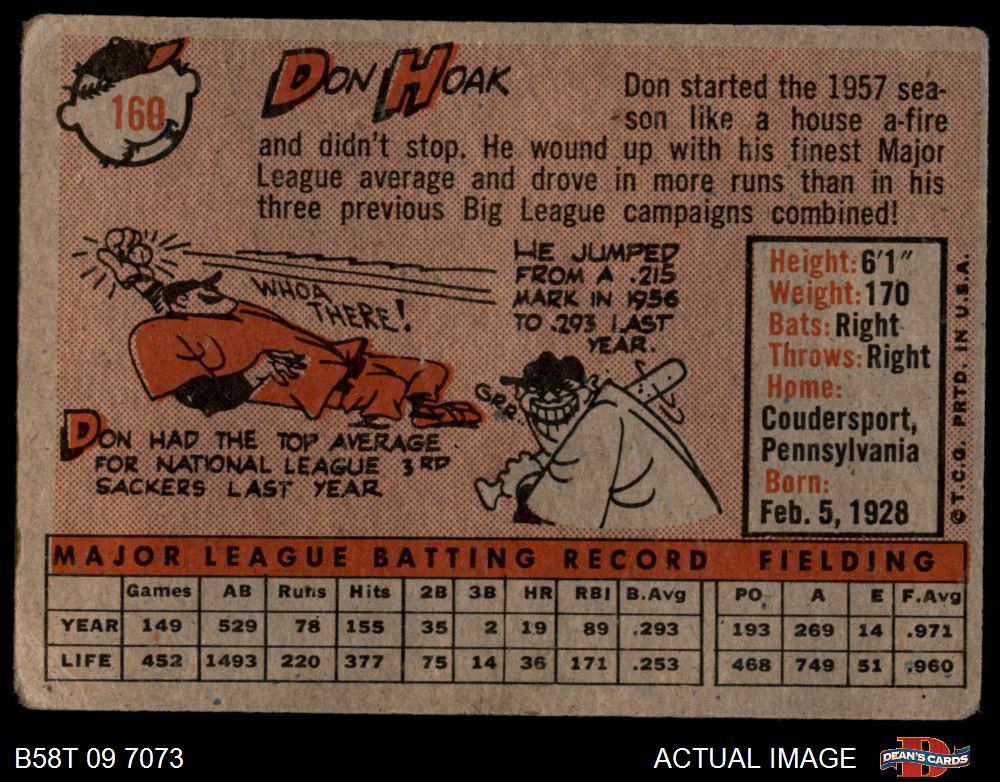 160
DON HOAK
Don started the 1957 sea-
son like a house a-fire
and didn't stop. He wound up with his finest Major
League average and drove in more runs than in his
three previous Big League campaigns combined!
WHOA
THERE!
HE JUMPED
FROM A .215
MARK IN 1956
TO .293 LAST
YEAR.
GRR
DON HAD THE TOP AVERAGE
FOR NATIONAL LEAGUE 3RD
SACKERS LAST YEAR
Height: 6'1"
Weight: 170
Bats: Right
Throws: Right
Home:
Coudersport,
Pennsylvania
Born:
Feb. 5, 1928
© T.C.G. PRTD. IN U.S.A.
MAJOR LEAGUE BATTING RECORD FIELDING
Games AB Runs Hits 2B 3B HR RBI B.Avg PO A E F.Avg
YEAR 149 529 78 155 35 2 19 89 .293 193 269 14 .971
LIFE 452 1493 220 377 75 14 36 171 .253 468 749 51 .960
B58T 09 7073 ACTUAL IMAGE DEAN'S CARDS